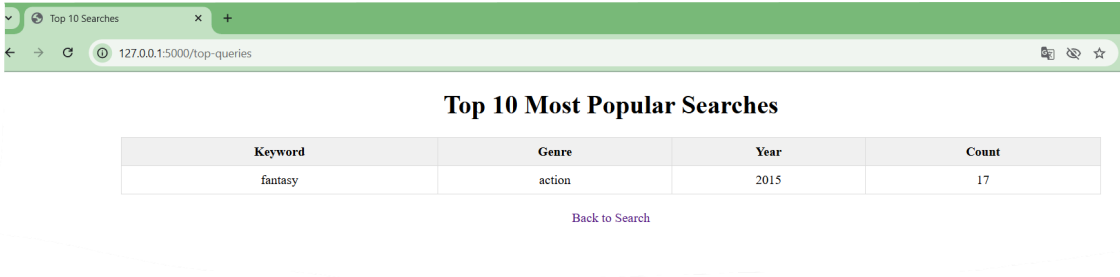 Top 10 Searches
127.0.0.1:5000/top-queries
Top 10 Most Popular Searches
Keyword Genre Year Count
fantasy action 2015 17
Back to Search